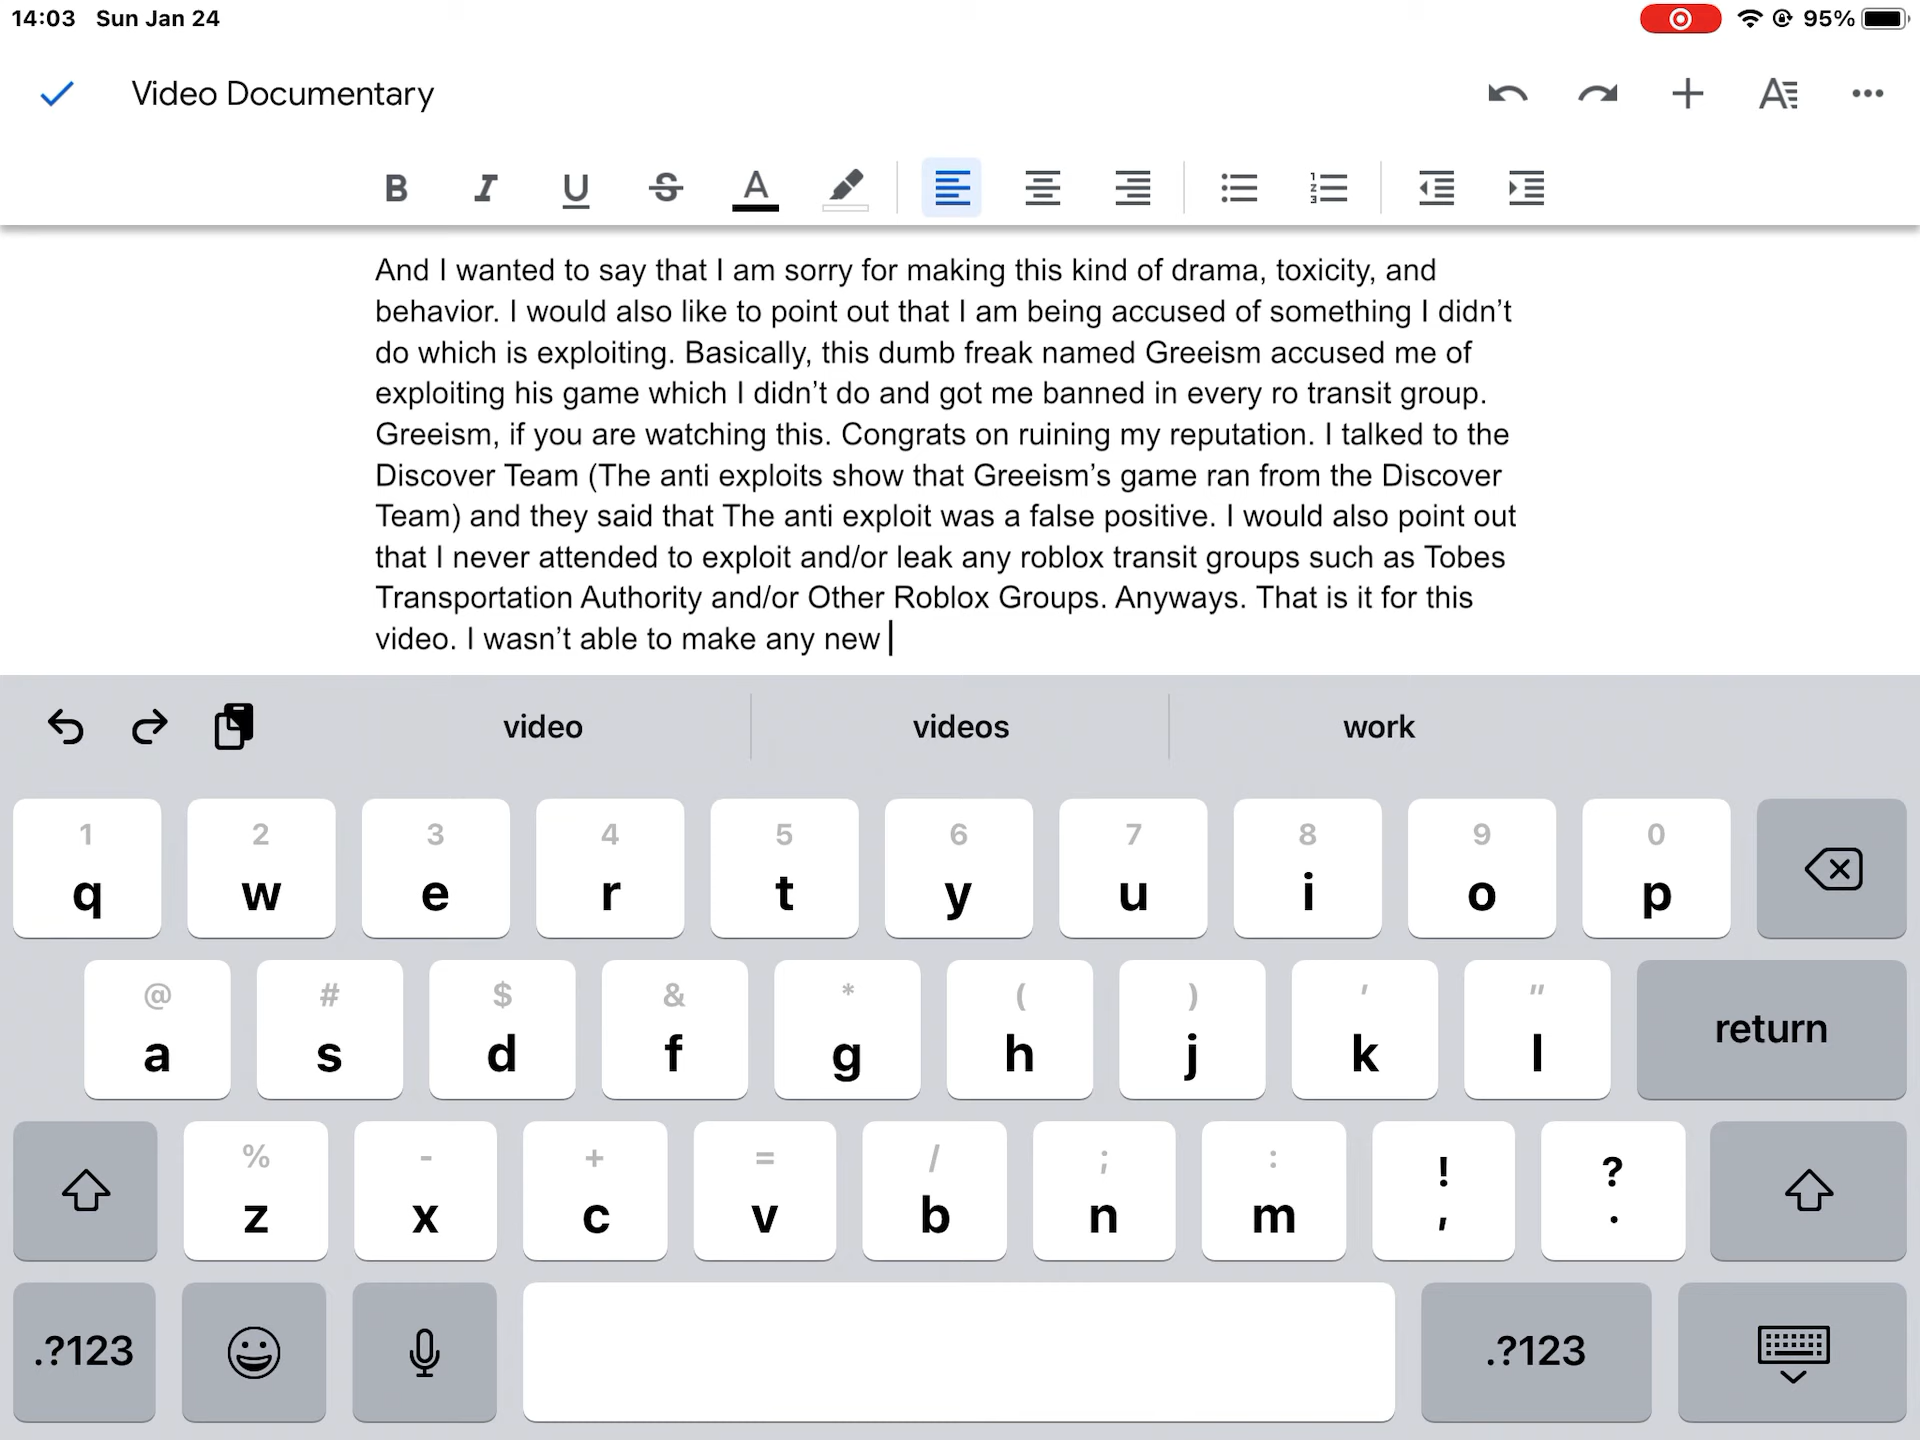 14:03 Sun Jan 24 95%
Video Documentary
B I U S A
And I wanted to say that I am sorry for making this kind of drama, toxicity, and
behavior. I would also like to point out that I am being accused of something I didn’t
do which is exploiting. Basically, this dumb freak named Greeism accused me of
exploiting his game which I didn’t do and got me banned in every ro transit group.
Greeism, if you are watching this. Congrats on ruining my reputation. I talked to the
Discover Team (The anti exploits show that Greeism’s game ran from the Discover
Team) and they said that The anti exploit was a false positive. I would also point out
that I never attended to exploit and/or leak any roblox transit groups such as Tobes
Transportation Authority and/or Other Roblox Groups. Anyways. That is it for this
video. I wasn’t able to make any new
video videos work
1 2 3 4 5 6 7 8 9 0
q w e r t y u i o p
@ # $ & * ( ) ' "
a s d f g h j k l return
% - + = / ; : ! ?
z x c v b n m , .
.?123 .?123